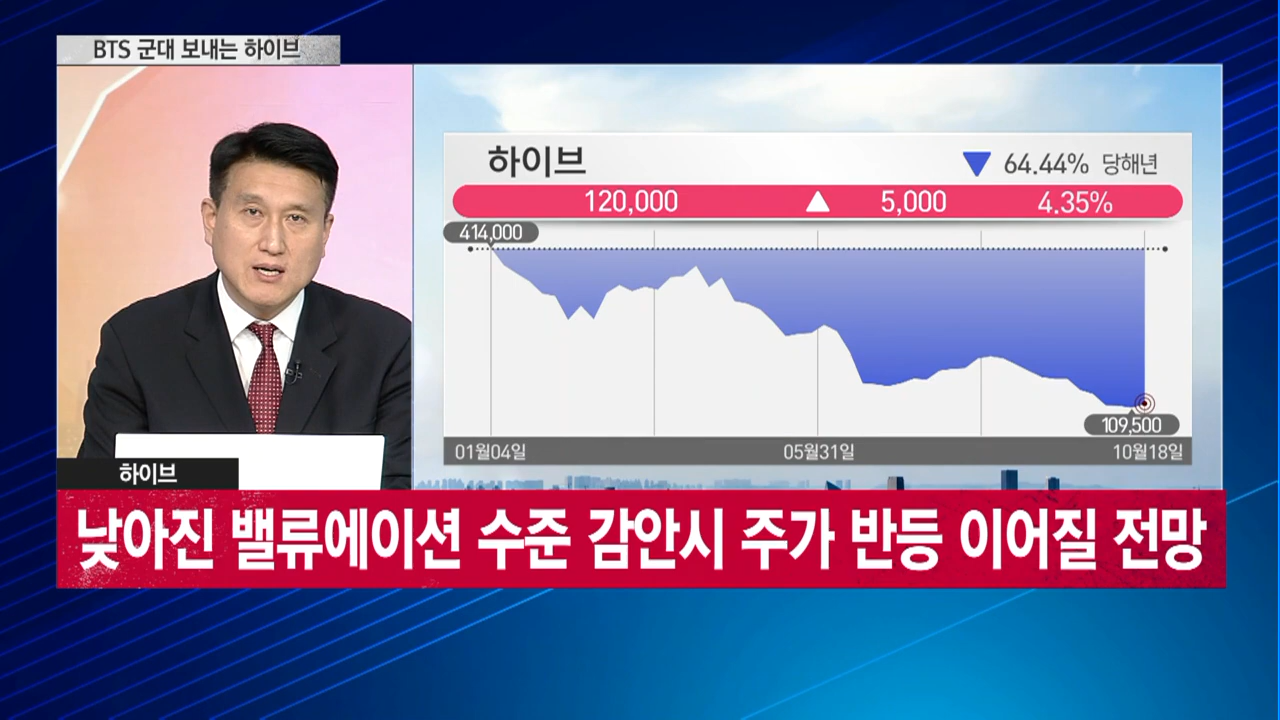 BTS 군대 보내는 하이브
하이브
▼ 64.44% 당해년
120,000 ▲ 5,000 4.35%
414,000
109,500
01월04일 05월31일 10월18일
하이브
낮아진 밸류에이션 수준 감안시 주가 반등 이어질 전망